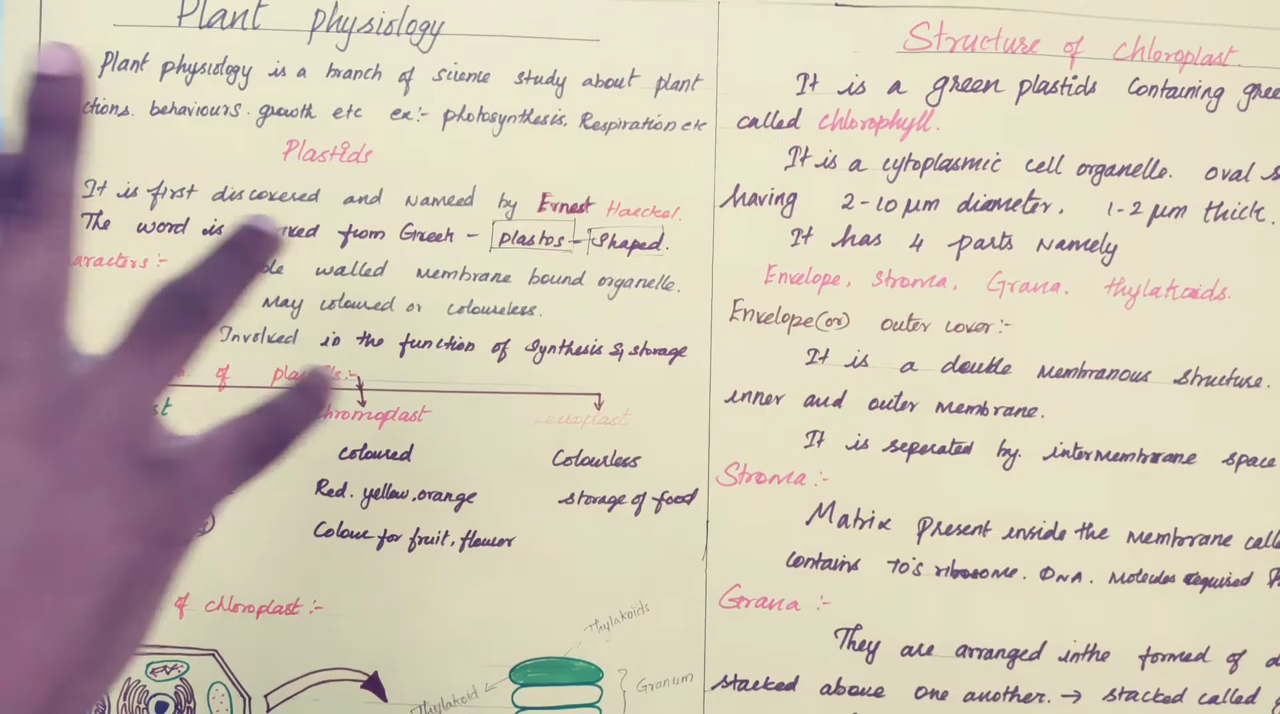 Plant physiology
Plant physiology is a branch of science study about plant
ctions. behaviours. growth etc ex:- photosynthesis, Respiration etc
Plastids
It is first discovered and Named by Ernest Haeckel.
The word is from Greek - plastos - Shaped.
aracters:- walled membrane bound organelle.
May coloured or colourless.
Involved in the function of synthesis & storage
of
Chromoplast Leucoplast
coloured Colourless
Red. yellow, orange storage of food
Colour for fruit, flower
of chloroplast:-
Thylakoids
Thylakoid Granum
Structure of chloroplast.
It is a green plastids containing gree
called chlorophyll.
It is a cytoplasmic cell organelle. oval s
having 2-10 µm diameter. 1-2 µm thick.
It has 4 parts Namely
Envelope, stroma, Grana, thylakoids.
Envelope (or) outer cover:-
It is a double membranous structure.
inner and outer membrane.
It is seperated by. intermembrane space
Stroma:-
Matrix Present inside the membrane calle
contains 70's ribosome. DNA. Molecules required
Grana:-
They are arranged inthe formed of d
stacked above one another. → stacked called